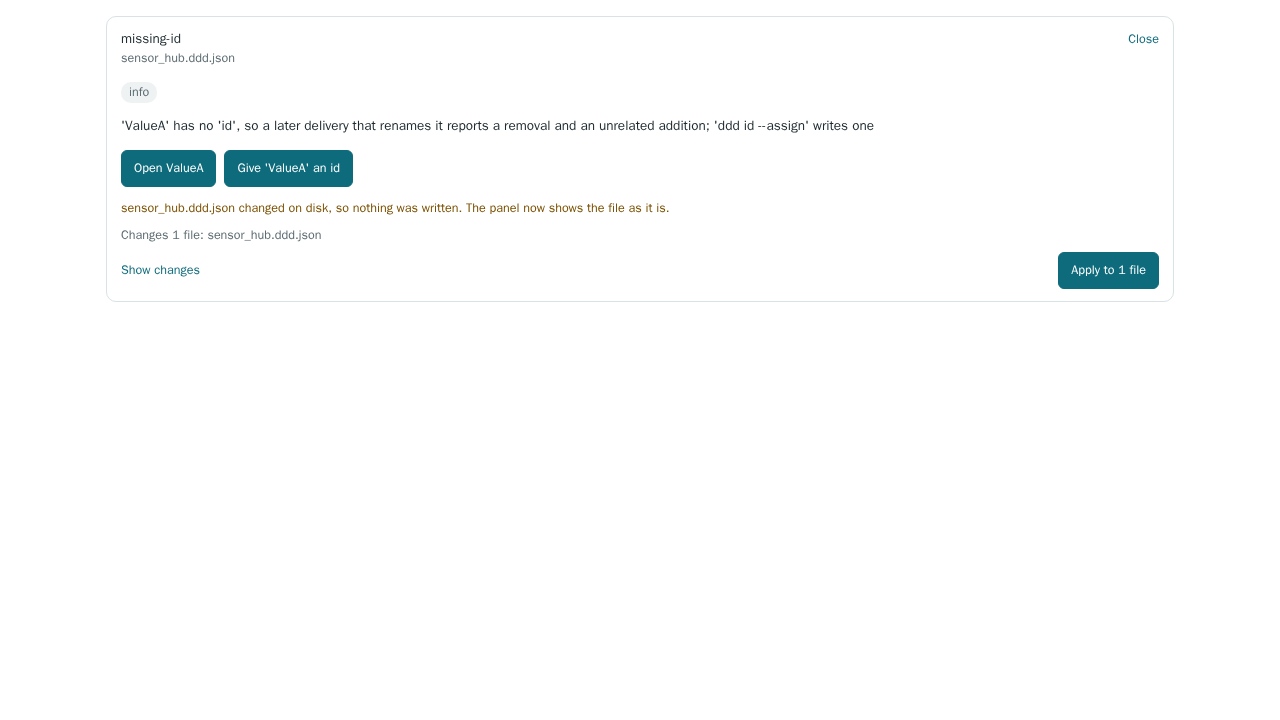 missing-id
Close
sensor_hub.ddd.json
info
'ValueA' has no 'id', so a later delivery that renames it reports a removal and an unrelated addition; 'ddd id --assign' writes one
Open ValueA
Give 'ValueA' an id
sensor_hub.ddd.json changed on disk, so nothing was written. The panel now shows the file as it is.
Changes 1 file: sensor_hub.ddd.json
Show changes
Apply to 1 file